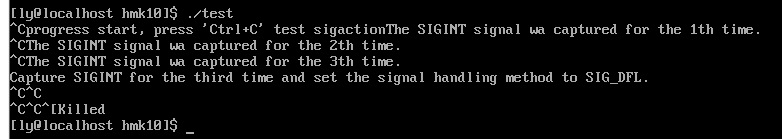 [ly@localhost hmk10]$ ./test
^Cprogress start, press 'Ctrl+C' test sigactionThe SIGINT signal wa captured for the 1th time.
^CThe SIGINT signal wa captured for the 2th time.
^CThe SIGINT signal wa captured for the 3th time.
Capture SIGINT for the third time and set the signal handling method to SIG_DFL.
^C^C
^C^C^[Killed
[ly@localhost hmk10]$ _